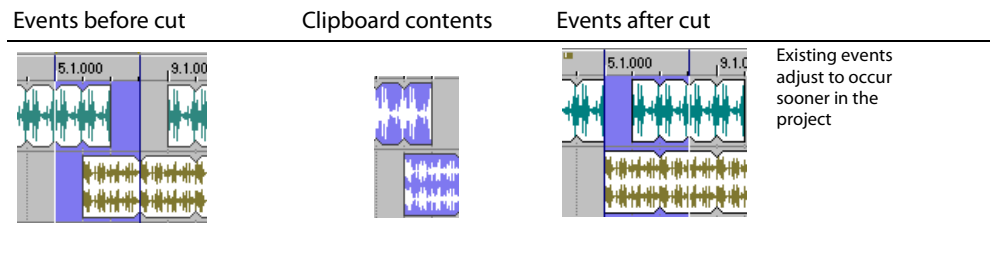 Events before cut
Clipboard contents
Events after cut
5.1.000
9.1.00
5.1.000
9.1.0
Existing events
adjust to occur
sooner in the
project